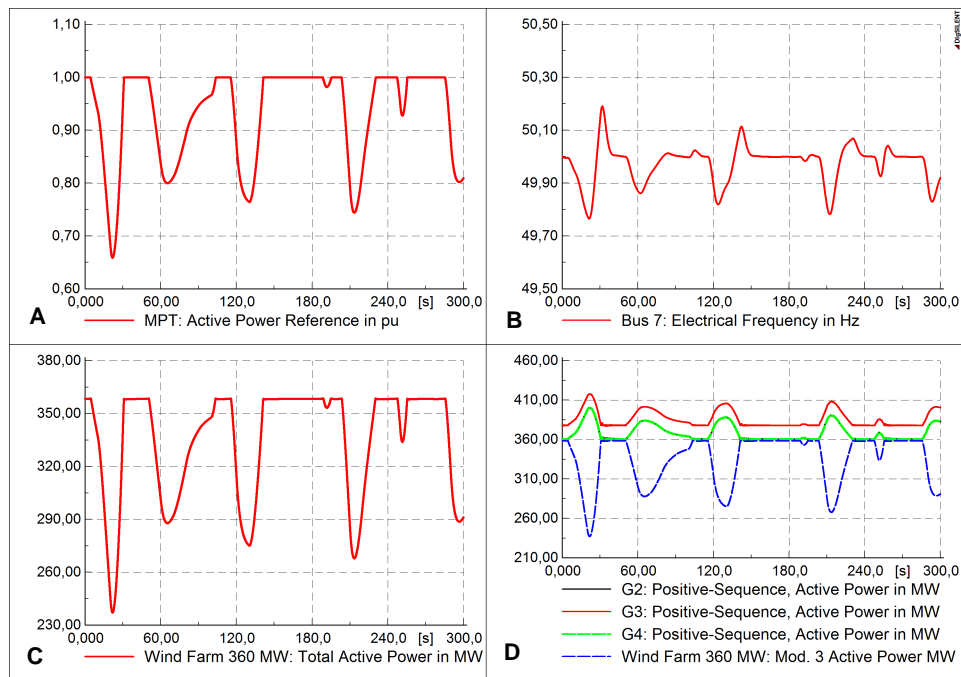 1,10
1,00
0,90
0,80
0,70
0,60
0,000 60,00 120,0 180,0 240,0 [s] 300,0
A MPT: Active Power Reference in pu
50,50
50,30
50,10
49,90
49,70
49,50
0,000 60,00 120,0 180,0 240,0 [s] 300,0
B Bus 7: Electrical Frequency in Hz
DIgSILENT
380,00
350,00
320,00
290,00
260,00
230,00
0,000 60,00 120,0 180,0 240,0 [s] 300,0
C Wind Farm 360 MW: Total Active Power in MW
460,00
410,00
360,00
310,00
260,00
210,00
0,000 60,00 120,0 180,0 240,0 [s] 300,0
G2: Positive-Sequence, Active Power in MW
G3: Positive-Sequence, Active Power in MW
G4: Positive-Sequence, Active Power in MW
D Wind Farm 360 MW: Mod. 3 Active Power MW